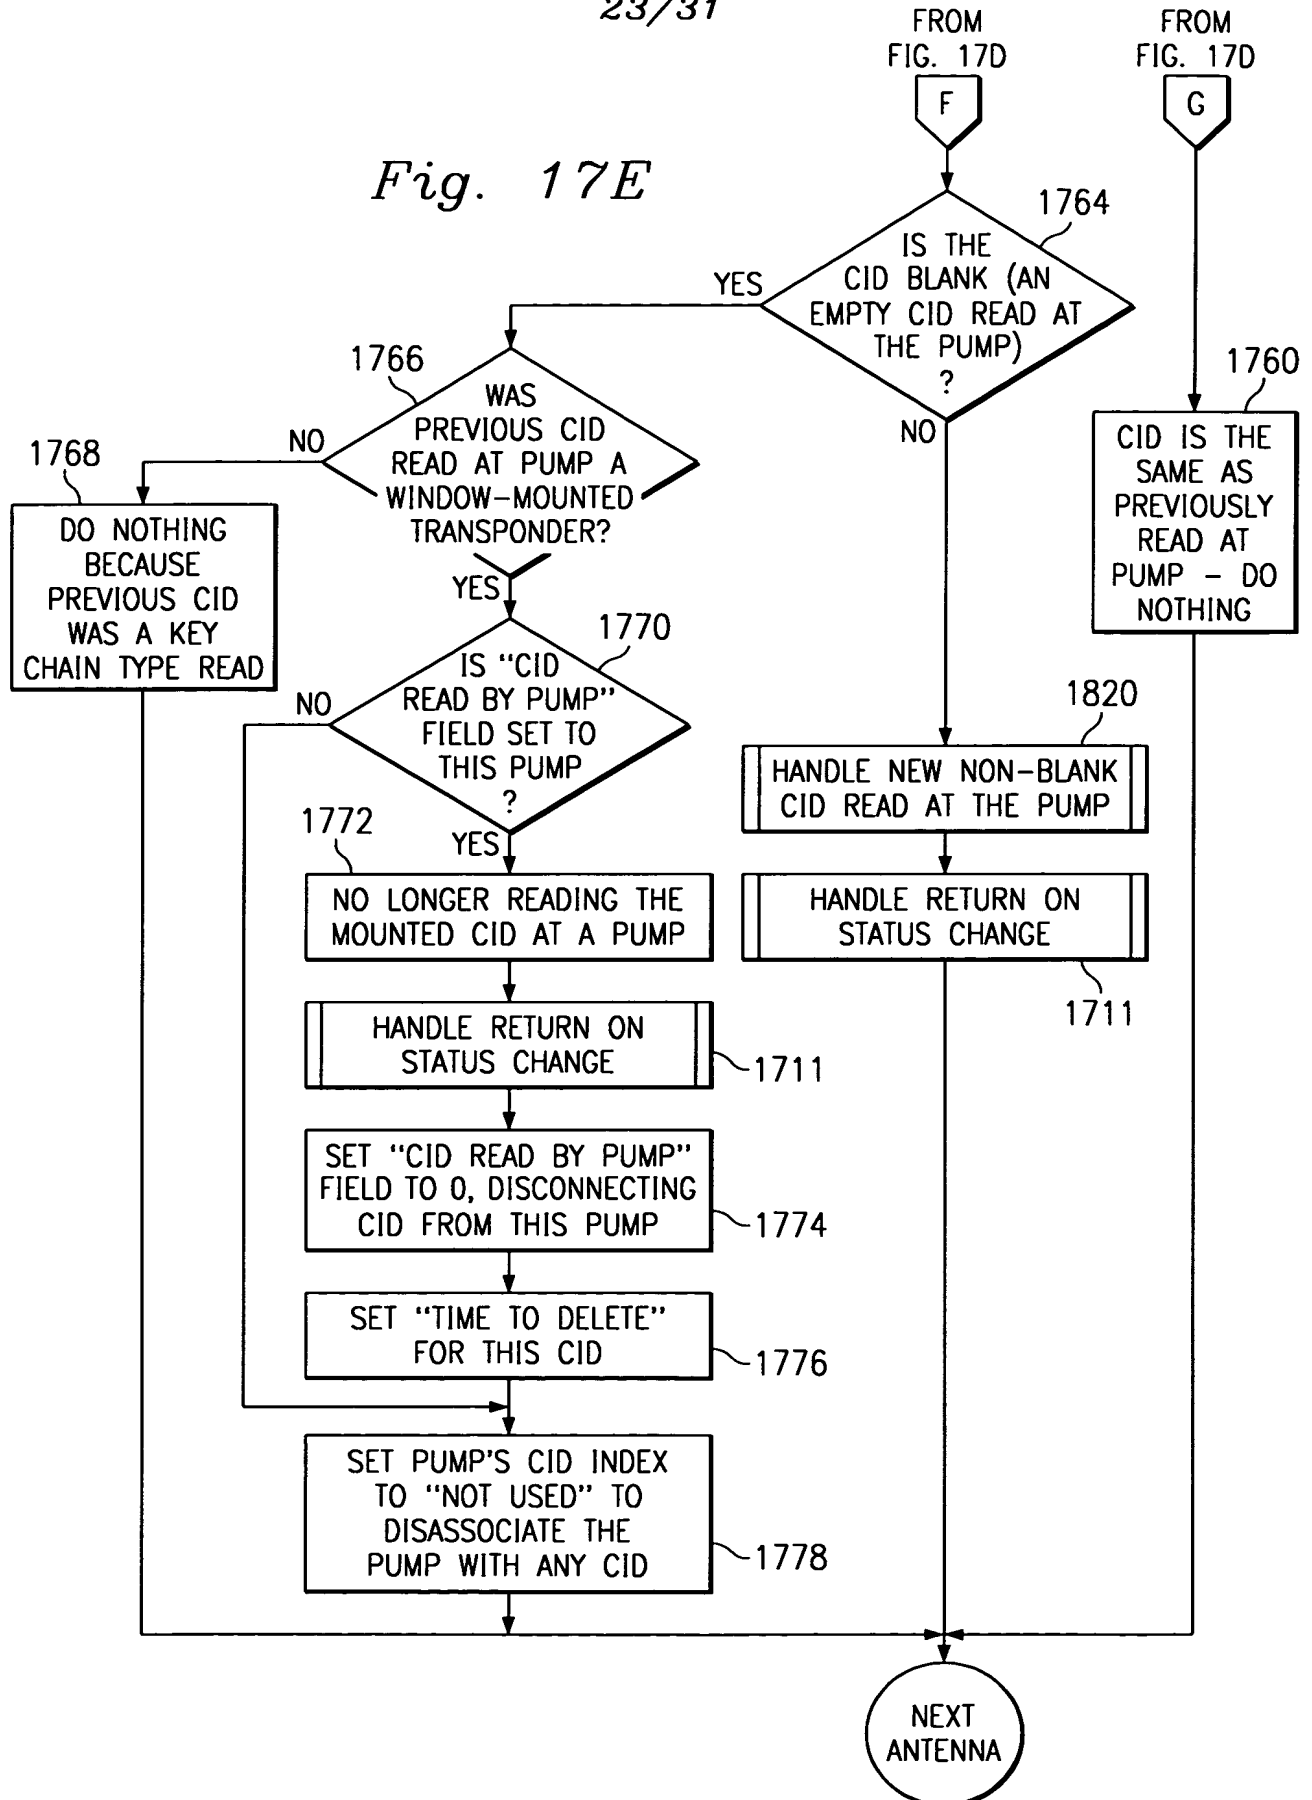 23/31
FROM
FIG. 17D
F
FROM
FIG. 17D
G
Fig. 17E
1764
IS THE
CID BLANK (AN
EMPTY CID READ AT
THE PUMP)
?
YES
NO
1766
WAS
PREVIOUS CID
READ AT PUMP A
WINDOW-MOUNTED
TRANSPONDER?
NO
YES
1768
DO NOTHING
BECAUSE
PREVIOUS CID
WAS A KEY
CHAIN TYPE READ
1760
CID IS THE
SAME AS
PREVIOUSLY
READ AT
PUMP - DO
NOTHING
1770
IS "CID
READ BY PUMP"
FIELD SET TO
THIS PUMP
?
NO
YES
1820
HANDLE NEW NON-BLANK
CID READ AT THE PUMP
HANDLE RETURN ON
STATUS CHANGE
1711
1772
NO LONGER READING THE
MOUNTED CID AT A PUMP
HANDLE RETURN ON
STATUS CHANGE
1711
SET "CID READ BY PUMP"
FIELD TO 0, DISCONNECTING
CID FROM THIS PUMP
1774
SET "TIME TO DELETE"
FOR THIS CID
1776
SET PUMP'S CID INDEX
TO "NOT USED" TO
DISASSOCIATE THE
PUMP WITH ANY CID
1778
NEXT
ANTENNA